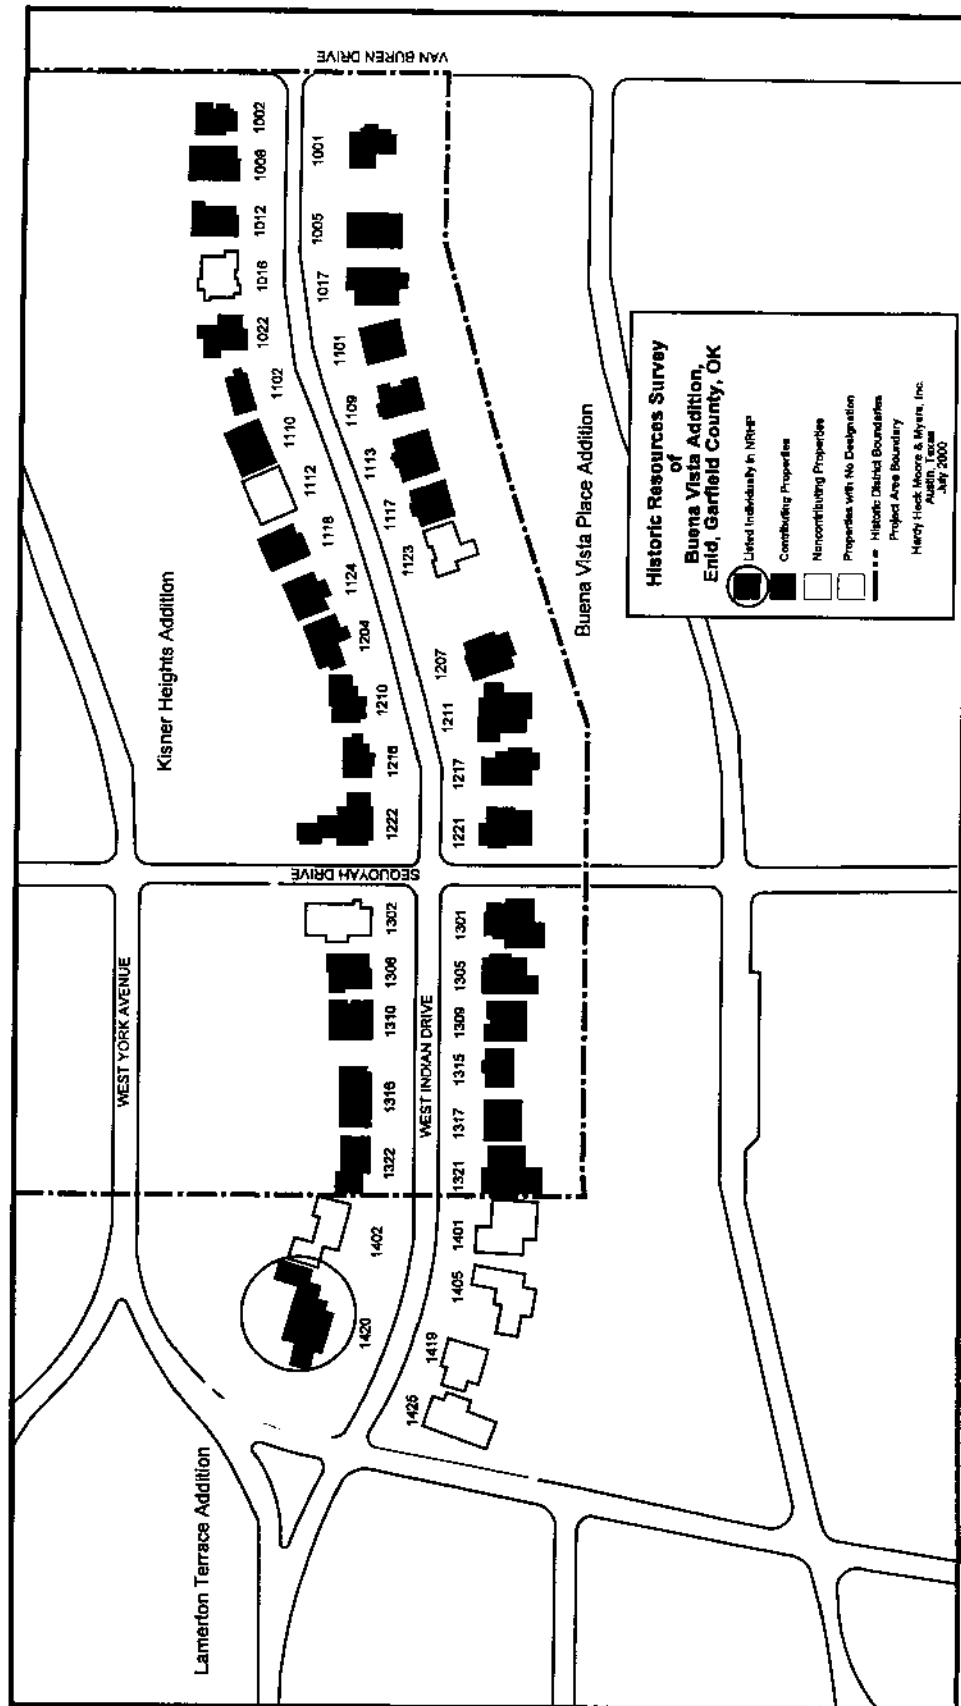 VAN BUREN DRIVE
1002
1008
1012
1016
1022
1102
1110
1112
1118
1124
1204
1210
1216
1222
1001
1005
1017
1101
1109
1113
1117
1123
1207
1211
1217
1221
Kisner Heights Addition
Buena Vista Place Addition
SEQUOYAH DRIVE
WEST YORK AVENUE
WEST INDIAN DRIVE
1302
1308
1310
1316
1322
1402
1420
1301
1305
1309
1315
1317
1321
1401
1405
1419
1425
Lamerton Terrace Addition
Historic Resources Survey
of
Buena Vista Addition,
Enid, Garfield County, OK
Listed Individually in NRHP
Contributing Properties
Noncontributing Properties
Properties with No Designation
Historic District Boundaries
Project Area Boundary
Hardy Heck Moore & Myers, Inc.
Austin, Texas
July 2000